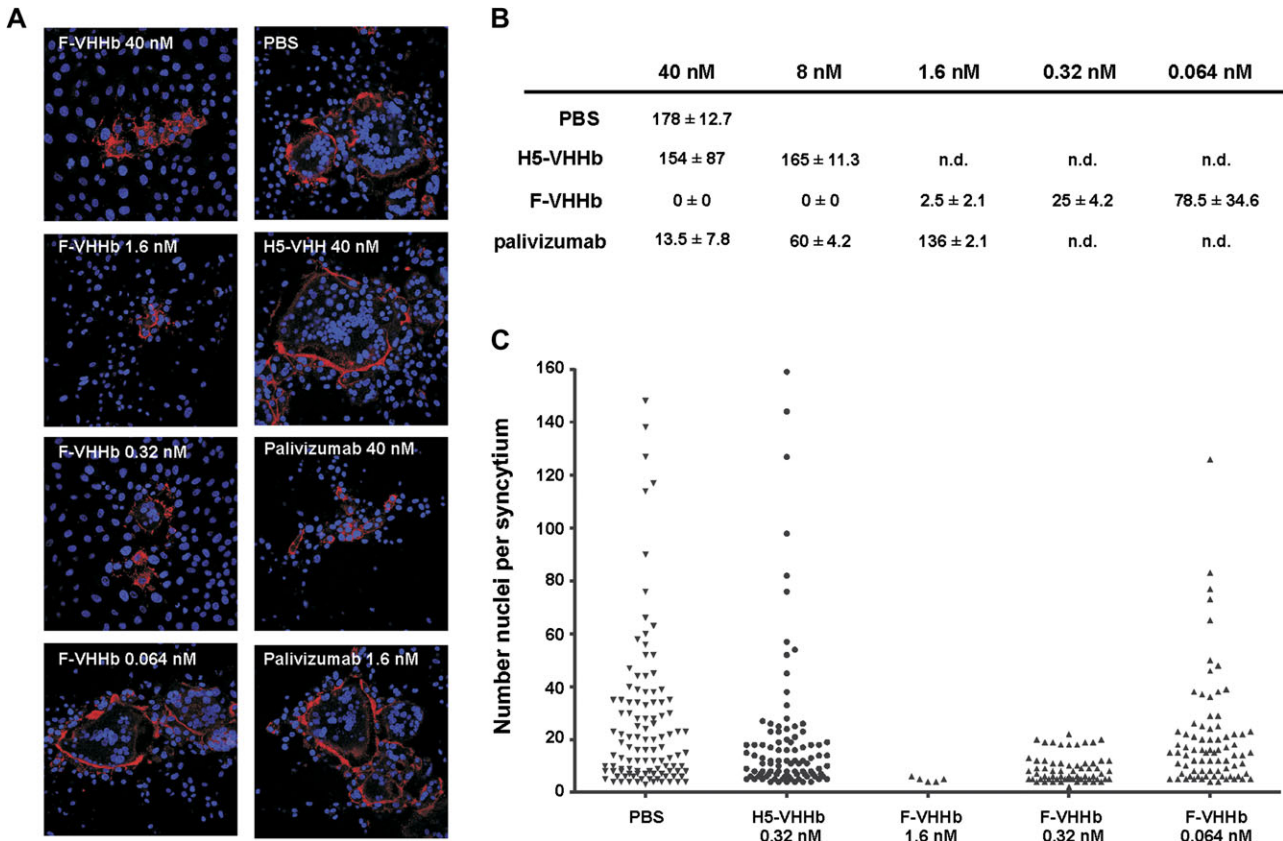 A
F-VHHb 40 nM
PBS
F-VHHb 1.6 nM
H5-VHH 40 nM
F-VHHb 0.32 nM
Palivizumab 40 nM
F-VHHb 0.064 nM
Palivizumab 1.6 nM
B
40 nM 8 nM 1.6 nM 0.32 nM 0.064 nM
PBS 178 ± 12.7
H5-VHHb 154 ± 87 165 ± 11.3 n.d. n.d. n.d.
F-VHHb 0 ± 0 0 ± 0 2.5 ± 2.1 25 ± 4.2 78.5 ± 34.6
palivizumab 13.5 ± 7.8 60 ± 4.2 136 ± 2.1 n.d. n.d.
C
Number nuclei per syncytium
160
140
120
100
80
60
40
20
0
PBS H5-VHHb F-VHHb F-VHHb F-VHHb
0.32 nM 1.6 nM 0.32 nM 0.064 nM